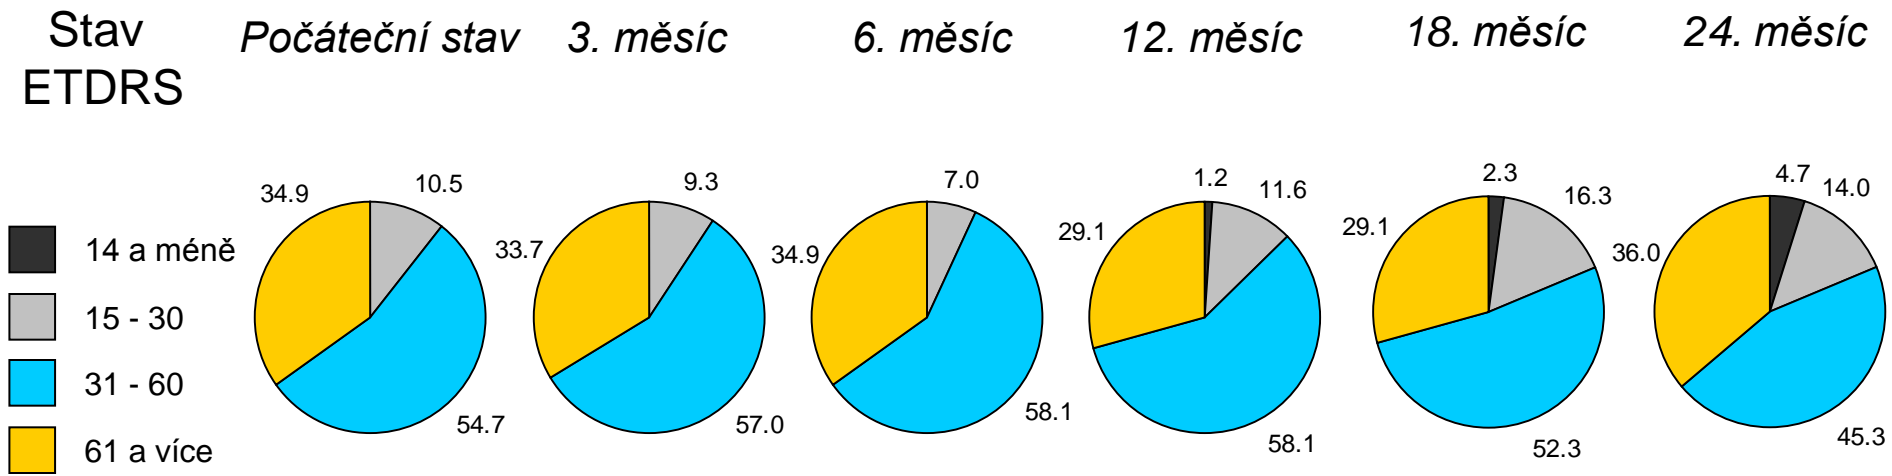 Stav
ETDRS
Počáteční stav
3. měsíc
6. měsíc
12. měsíc
18. měsíc
24. měsíc
14 a méně
15 - 30
31 - 60
61 a více
34.9
10.5
54.7
33.7
9.3
57.0
34.9
7.0
58.1
29.1
1.2
11.6
58.1
29.1
2.3
16.3
52.3
36.0
4.7
14.0
45.3